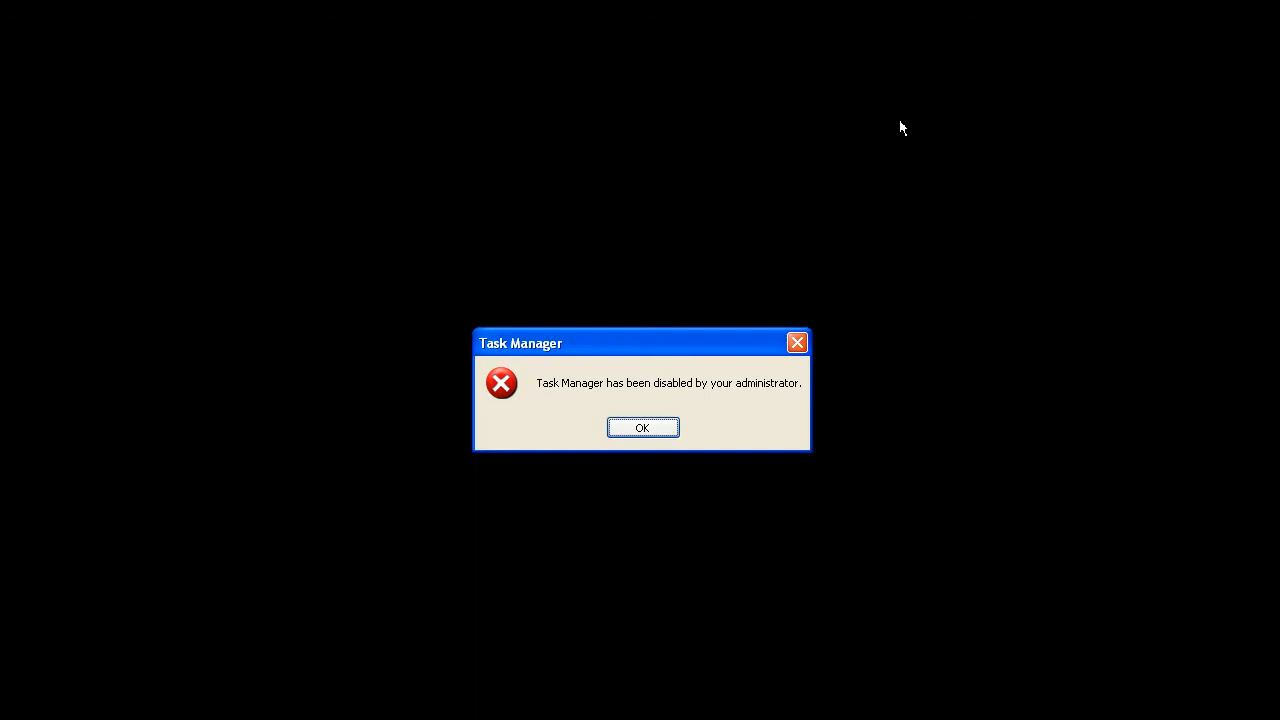 Task Manager
Task Manager has been disabled by your administrator.
OK